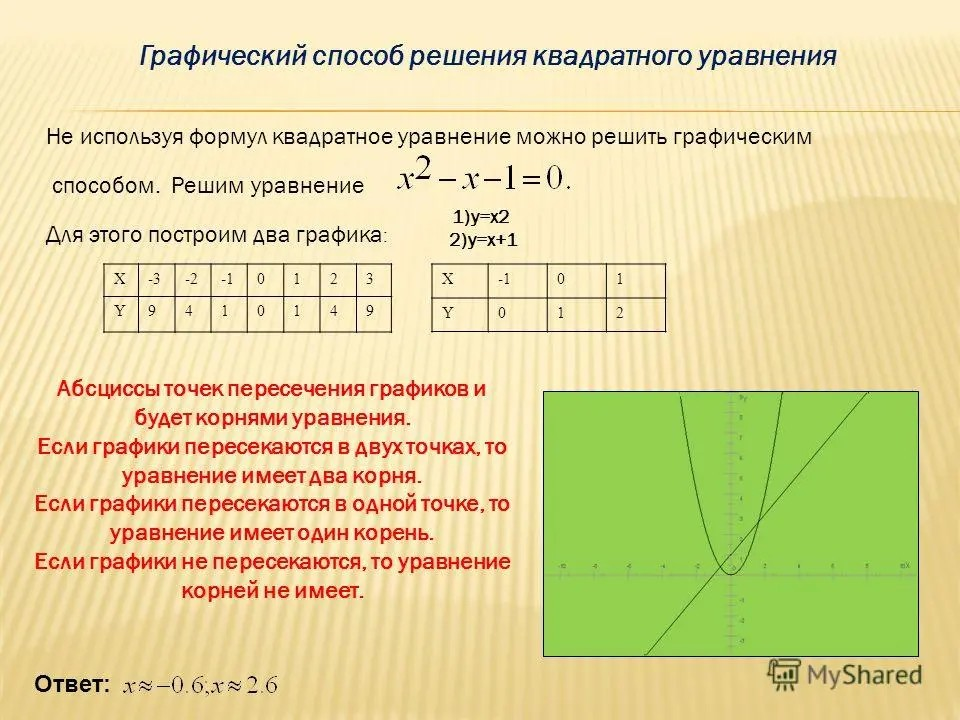 Графический способ решения квадратного уравнения
Не используя формул квадратное уравнение можно решить графическим
способом. Решим уравнение x² − x − 1 = 0.
Для этого построим два графика:
1)y=x2
2)y=x+1
X -3 -2 -1 0 1 2 3
Y 9 4 1 0 1 4 9
X -1 0 1
Y 0 1 2
Абсциссы точек пересечения графиков и
будет корнями уравнения.
Если графики пересекаются в двух точках, то
уравнение имеет два корня.
Если графики пересекаются в одной точке, то
уравнение имеет один корень.
Если графики не пересекаются, то уравнение
корней не имеет.
Ответ: x ≈ −0.6; x ≈ 2.6
MyShared